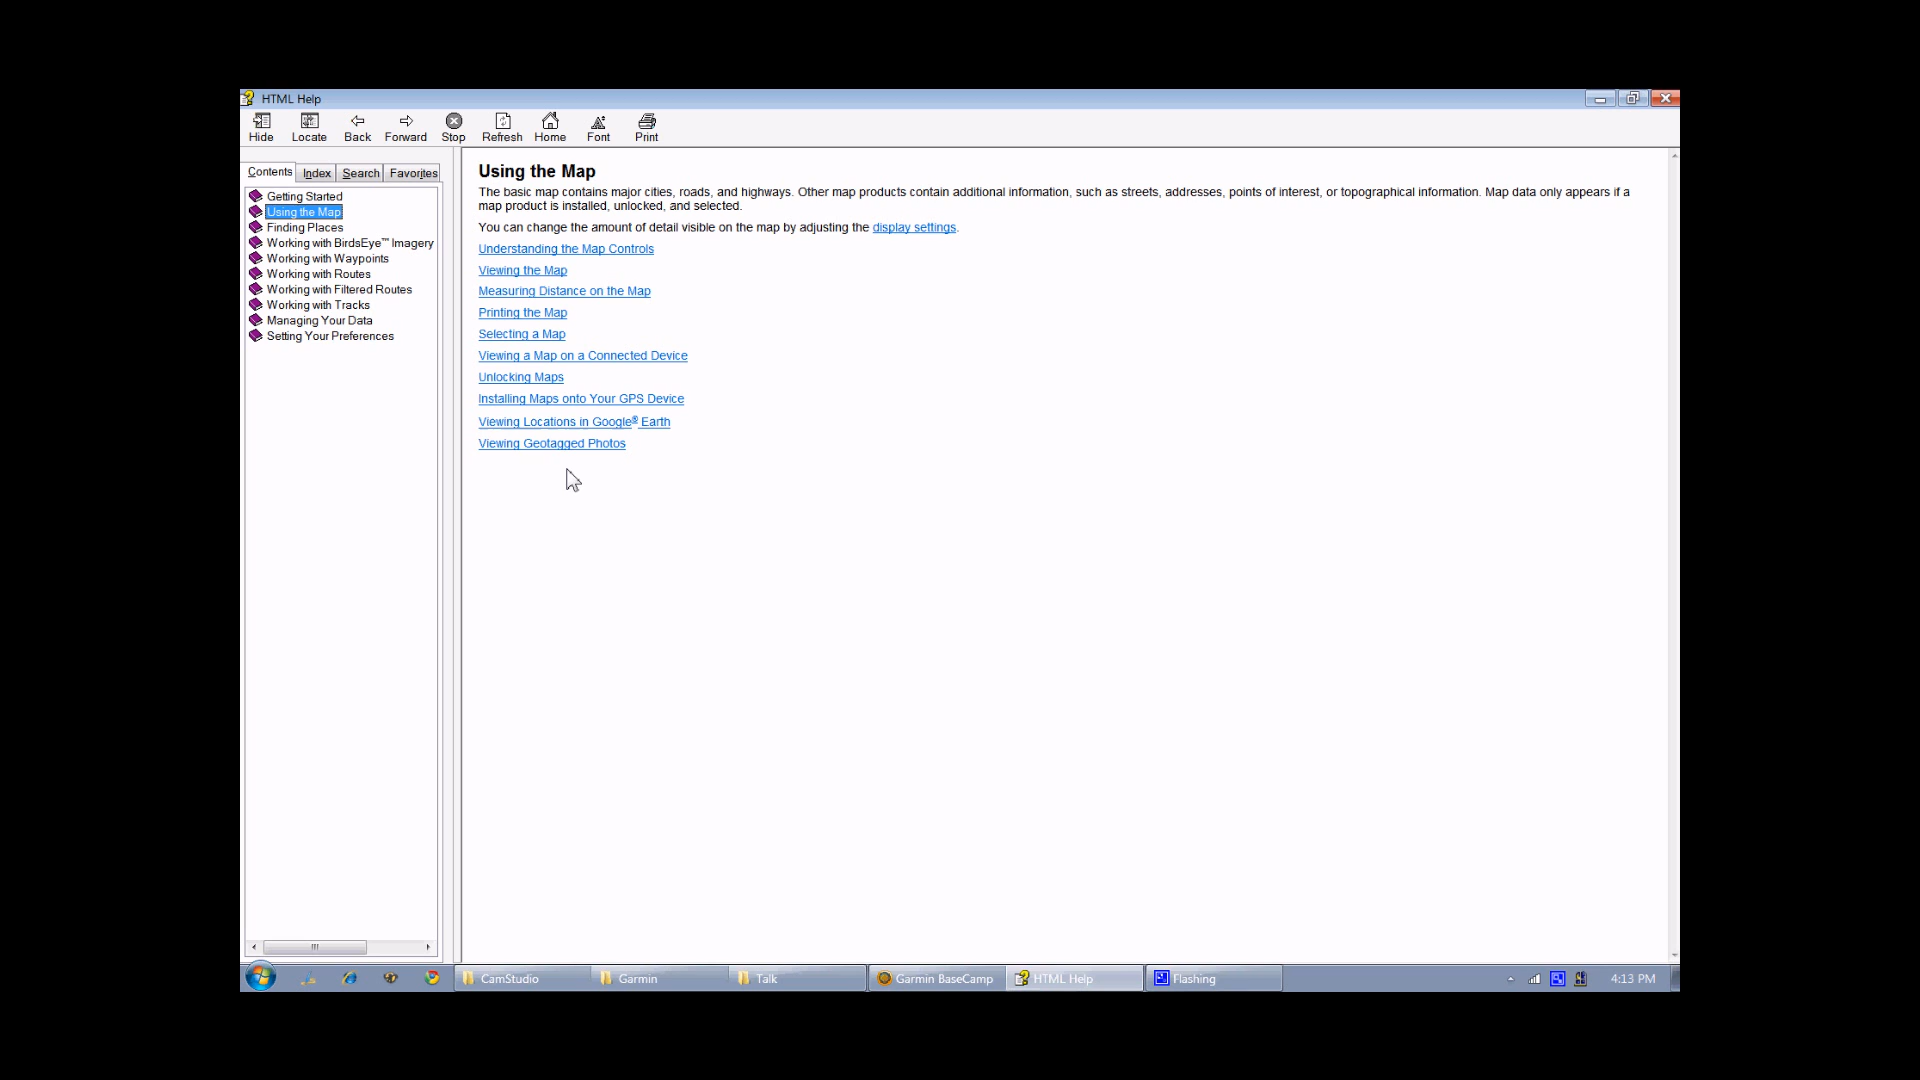 HTML Help
Hide Locate Back Forward Stop Refresh Home Font Print
Contents Index Search Favorites
Getting Started
Using the Map
Finding Places
Working with BirdsEye™ Imagery
Working with Waypoints
Working with Routes
Working with Filtered Routes
Working with Tracks
Managing Your Data
Setting Your Preferences
Using the Map
The basic map contains major cities, roads, and highways. Other map products contain additional information, such as streets, addresses, points of interest, or topographical information. Map data only appears if a
map product is installed, unlocked, and selected.
You can change the amount of detail visible on the map by adjusting the display settings.
Understanding the Map Controls
Viewing the Map
Measuring Distance on the Map
Printing the Map
Selecting a Map
Viewing a Map on a Connected Device
Unlocking Maps
Installing Maps onto Your GPS Device
Viewing Locations in Google® Earth
Viewing Geotagged Photos
CamStudio Garmin Talk Garmin BaseCamp HTML Help Flashing 4:13 PM